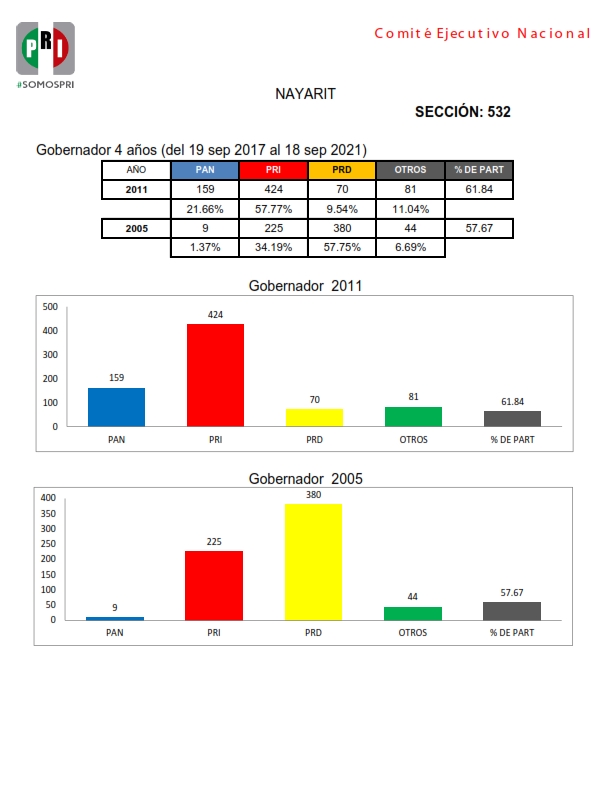 PRI
#SOMOSPRI
Comité Ejecutivo Nacional
NAYARIT
SECCIÓN: 532
Gobernador 4 años (del 19 sep 2017 al 18 sep 2021)
AÑO PAN PRI PRD OTROS % DE PART
2011 159 424 70 81 61.84
21.66% 57.77% 9.54% 11.04%
2005 9 225 380 44 57.67
1.37% 34.19% 57.75% 6.69%
Gobernador 2011
500
400
300
200
100
0
159
424
70
81
61.84
PAN PRI PRD OTROS % DE PART
Gobernador 2005
400
350
300
250
200
150
100
50
0
9
225
380
44
57.67
PAN PRI PRD OTROS % DE PART